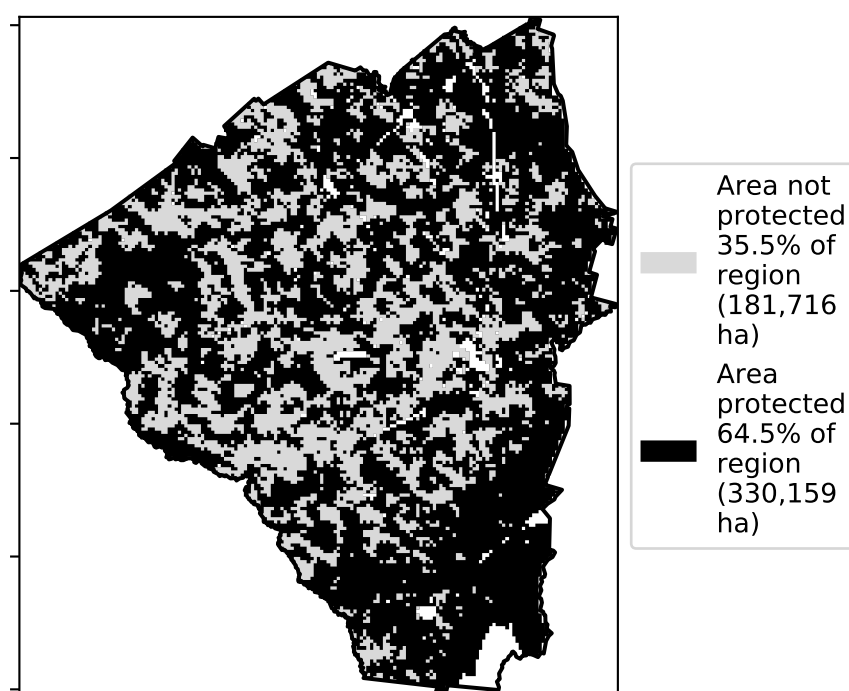 Area not
protected
35.5% of
region
(181,716
ha)
Area
protected
64.5% of
region
(330,159
ha)